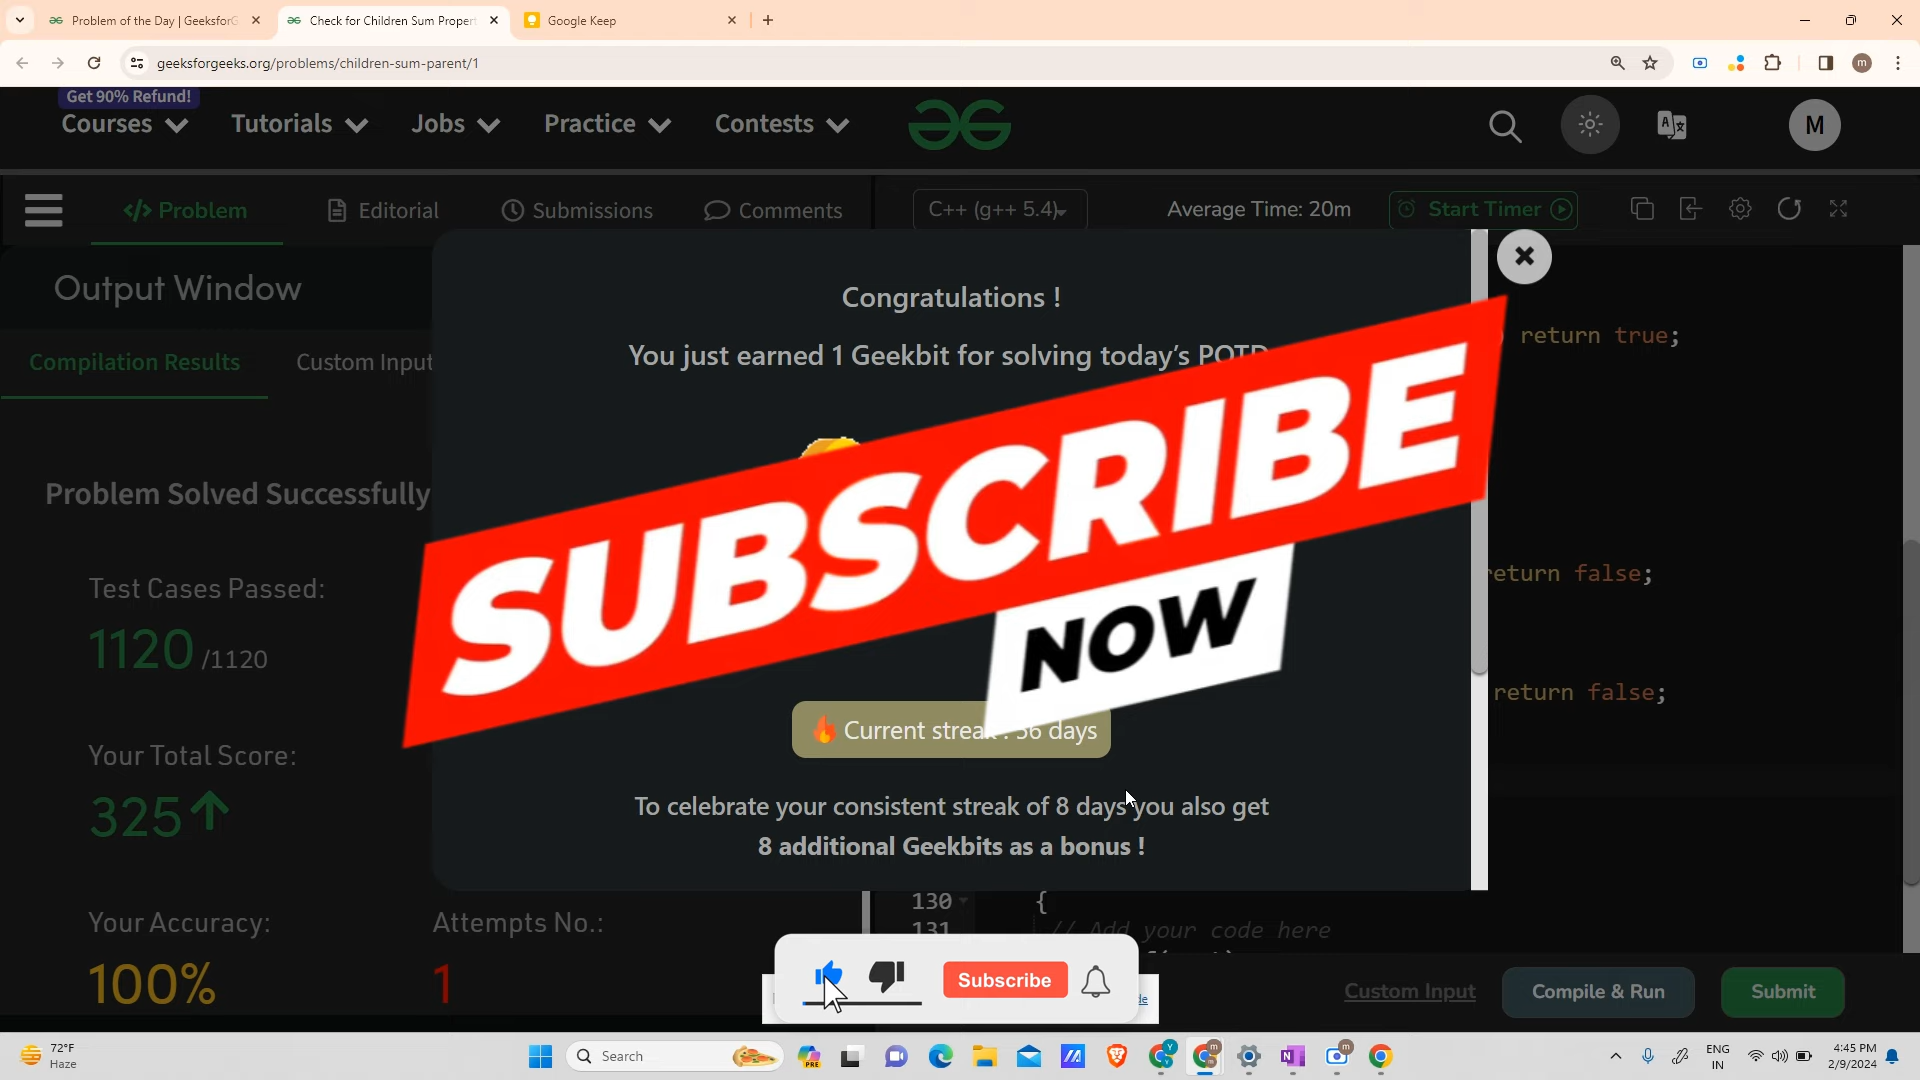 Problem of the Day | GeeksforG
Check for Children Sum Proper
Google Keep
geeksforgeeks.org/problems/children-sum-parent/1
m
Get 90% Refund!
Courses
Tutorials
Jobs
Practice
Contests
M
</> Problem
Editorial
Submissions
Comments
C++ (g++ 5.4)
Average Time: 20m
Start Timer
Output Window
Compilation Results
Custom Input
Congratulations !
You just earned 1 Geekbit for solving today's POTD
return true;
SUBSCRIBE
NOW
Problem Solved Successfully
return false;
Test Cases Passed:
1120 /1120
return false;
Current streak : 56 days
Your Total Score:
325
To celebrate your consistent streak of 8 days you also get
8 additional Geekbits as a bonus !
130
{
131
// Add your code here
Your Accuracy:
Attempts No.:
100%
1
Subscribe
Custom Input
Compile & Run
Submit
72°F
Haze
Search
PRE
ENG
IN
4:45 PM
2/9/2024